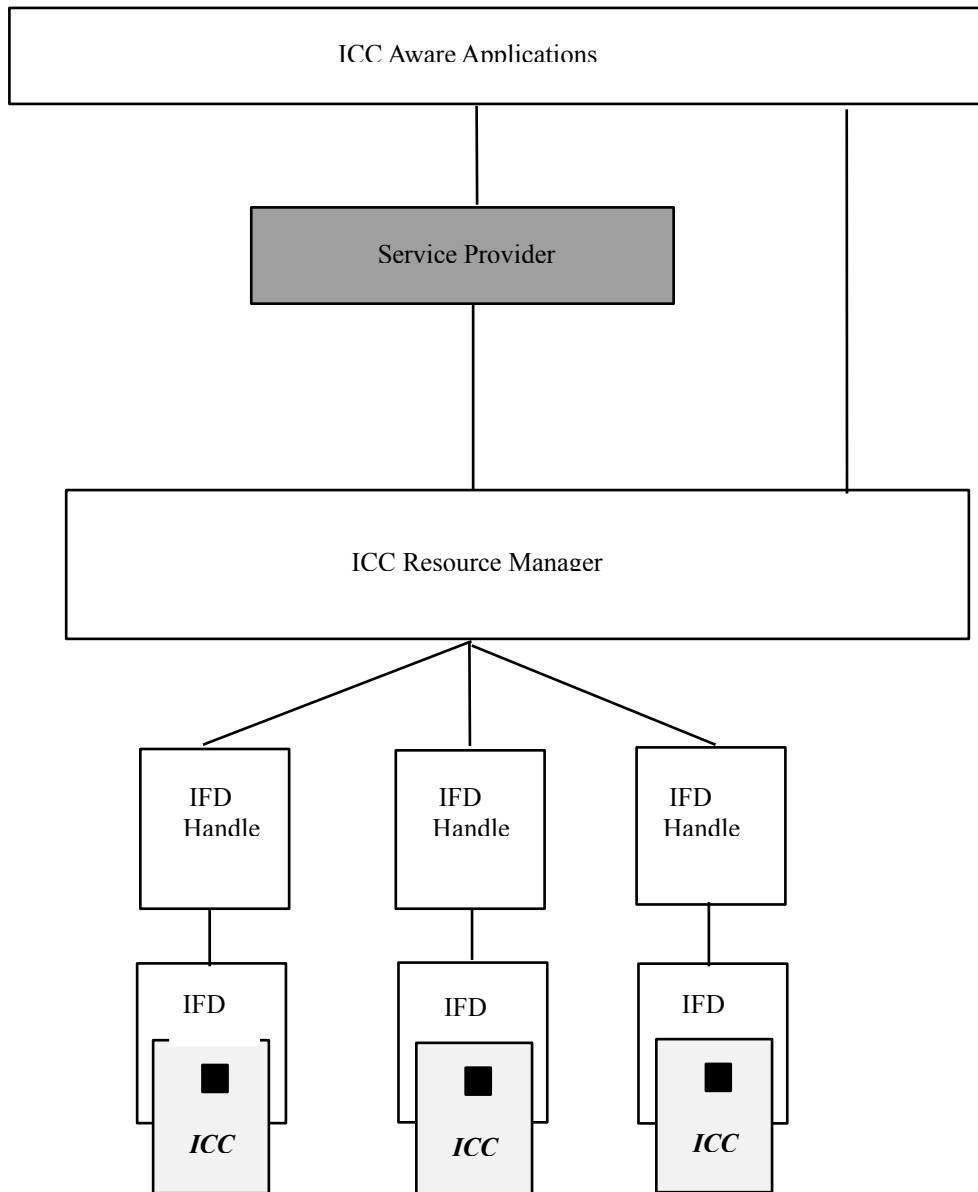 ICC Aware Applications
Service Provider
ICC Resource Manager
IFD
Handle
IFD
Handle
IFD
Handle
IFD
IFD
IFD
ICC
ICC
ICC